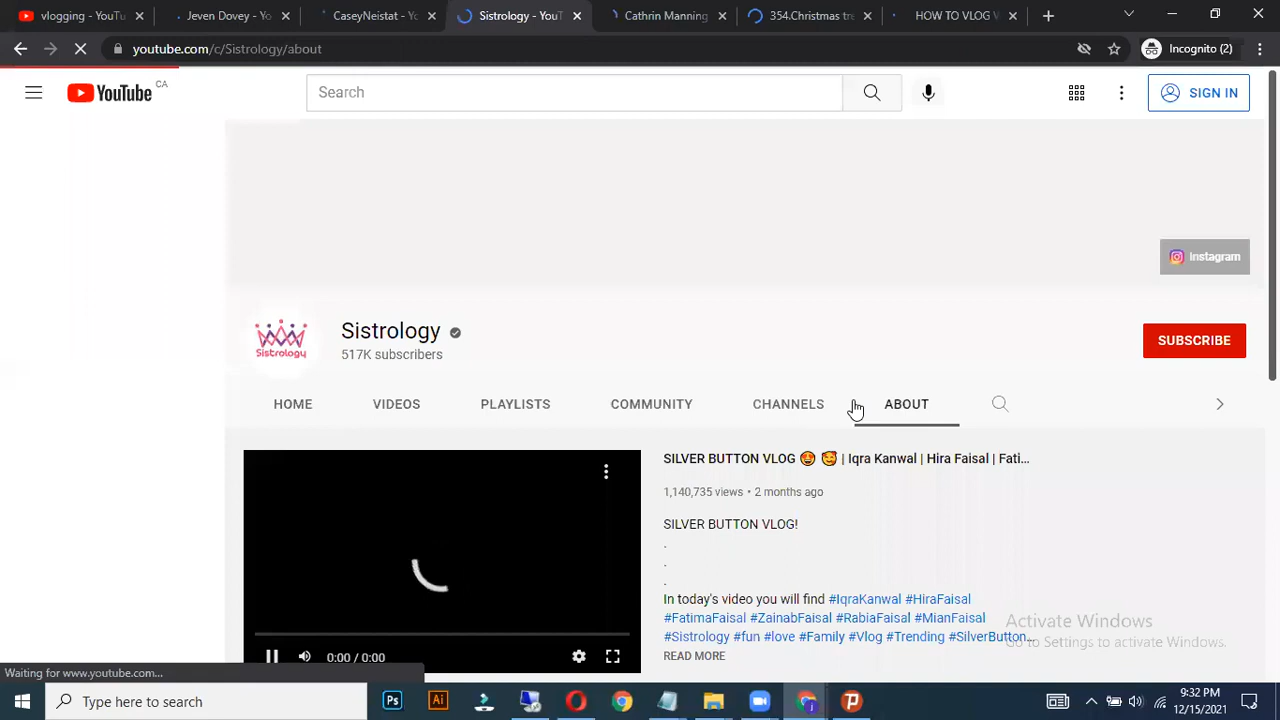 vlogging - YouTube
Jeven Dovey - Yo
CaseyNeistat - Yo
Sistrology - YouT
Cathrin Manning
354.Christmas tre
HOW TO VLOG W
youtube.com/c/Sistrology/about
Incognito (2)
YouTube CA
Search
SIGN IN
Instagram
Sistrology
Sistrology
517K subscribers
SUBSCRIBE
HOME
VIDEOS
PLAYLISTS
COMMUNITY
CHANNELS
ABOUT
SILVER BUTTON VLOG 🤩 🥰 | Iqra Kanwal | Hira Faisal | Fati...
1,140,735 views • 2 months ago
SILVER BUTTON VLOG!
.
.
.
In today's video you will find #IqraKanwal #HiraFaisal
#FatimaFaisal #ZainabFaisal #RabiaFaisal #MianFaisal
#Sistrology #fun #love #Family #Vlog #Trending #SilverButton...
READ MORE
0:00 / 0:00
Activate Windows
Go to Settings to activate Windows.
Waiting for www.youtube.com...
Type here to search
Ps
Ai
9:32 PM
12/15/2021